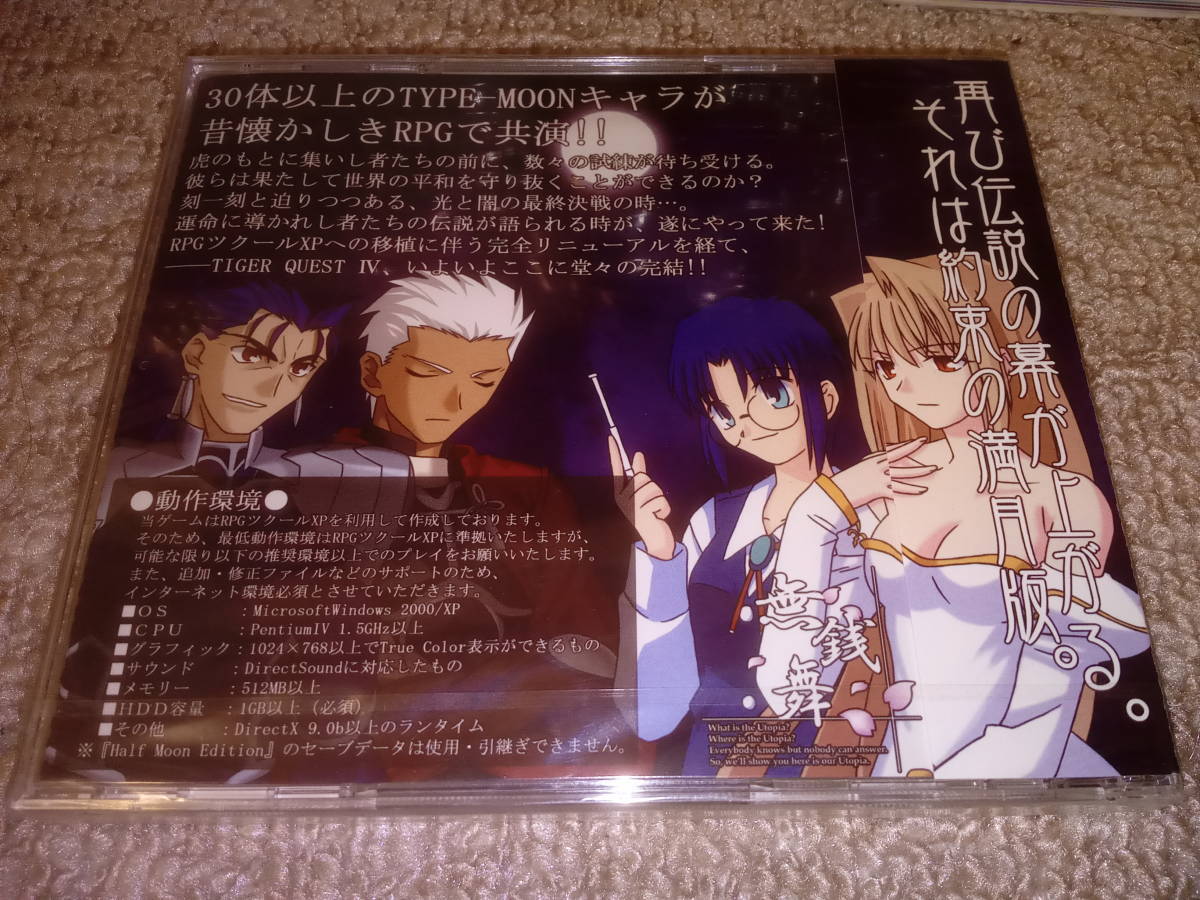 30体以上のTYPE-MOONキャラが
昔懐かしきRPGで共演!!
虎のもとに集いし者たちの前に、数々の試練が待ち受ける。
彼らは果たして世界の平和を守り抜くことができるのか?
刻一刻と迫りつつある、光と闇の最終決戦の時…。
運命に導かれし者たちの伝説が語られる時が、遂にやって来た!
RPGツクールXPへの移植に伴う完全リニューアルを経て、
――TIGER QUEST Ⅳ、いよいよここに堂々の完結!!
再び伝説の幕が上がる。
それは約束の満月版。
●動作環境●
当ゲームはRPGツクールXPを利用して作成しております。
そのため、最低動作環境はRPGツクールXPに準拠いたしますが、
可能な限り以下の推奨環境以上でのプレイをお願いいたします。
また、追加・修正ファイルなどのサポートのため、
インターネット環境必須とさせていただきます。
■OS :MicrosoftWindows 2000/XP
■CPU :PentiumIV 1.5GHz以上
■グラフィック:1024×768以上でTrue Color表示ができるもの
■サウンド :DirectSoundに対応したもの
■メモリー :512MB以上
■HDD容量 :1GB以上(必須)
■その他 :DirectX 9.0b以上のランタイム
※『Half Moon Edition』のセーブデータは使用・引継ぎできません。
無銭舞
What is the Utopia?
Where is the Utopia?
Everybody knows but nobody can answer.
So, we'll show you here is our Utopia.